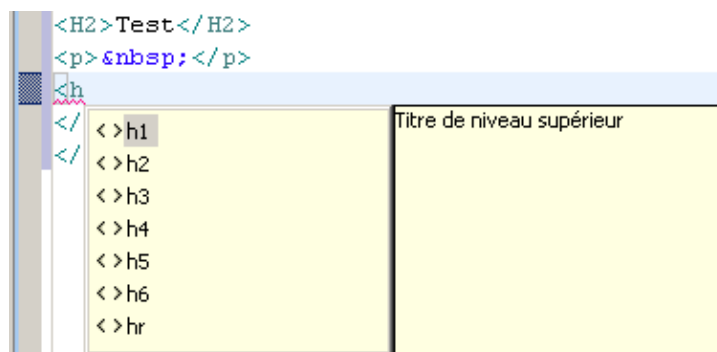 <H2>Test</H2>
<p>&nbsp;</p>
<h
</
</
< >h1
< >h2
< >h3
< >h4
< >h5
< >h6
< >hr
Titre de niveau supérieur